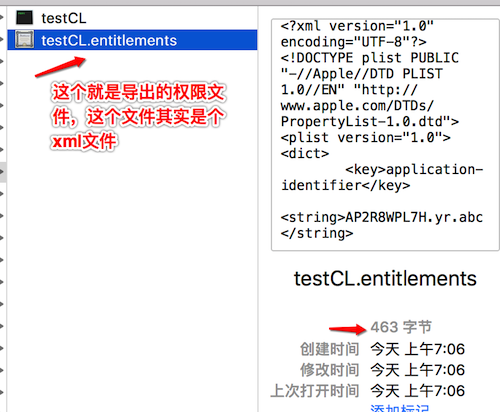 testCL
testCL.entitlements
这个就是导出的权限文
件，这个文件其实是个
xml文件
<?xml version="1.0"
encoding="UTF-8"?>
<!DOCTYPE plist PUBLIC
"-//Apple//DTD PLIST
1.0//EN" "http://
www.apple.com/DTDs/
PropertyList-1.0.dtd">
<plist version="1.0">
<dict>
<key>application-
identifier</key>
<string>AP2R8WPL7H.yr.abc
</string>
testCL.entitlements
463 字节
创建时间 今天 上午7:06
修改时间 今天 上午7:06
上次打开时间 今天 上午7:06
添加标记